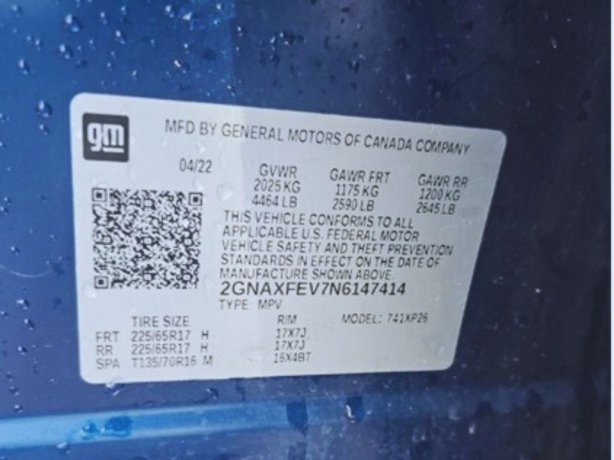 gm
MFD BY GENERAL MOTORS OF CANADA COMPANY
04/22 GVWR GAWR FRT GAWR RR
2025 KG 1175 KG 1200 KG
4464 LB 2590 LB 2645 LB
THIS VEHICLE CONFORMS TO ALL
APPLICABLE U.S. FEDERAL MOTOR
VEHICLE SAFETY AND THEFT PREVENTION
STANDARDS IN EFFECT ON THE DATE OF
MANUFACTURE SHOWN ABOVE.
2GNAXFEV7N6147414
TYPE: MPV MODEL: 741XP26
TIRE SIZE RIM
FRT 225/65R17 H 17X7J
RR 225/65R17 H 17X7J
SPA T135/70R16 M 16X4BT